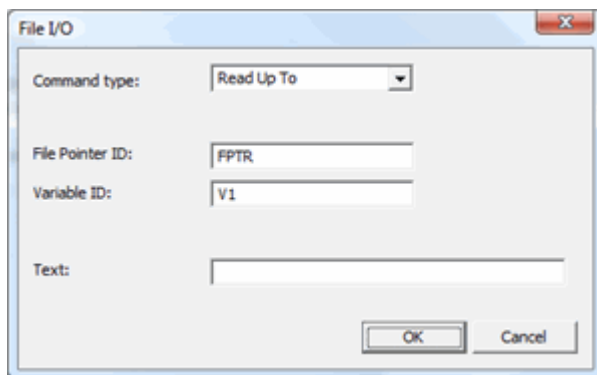 File I/O
Command type: Read Up To
File Pointer ID: FPTR
Variable ID: V1
Text:
OK Cancel